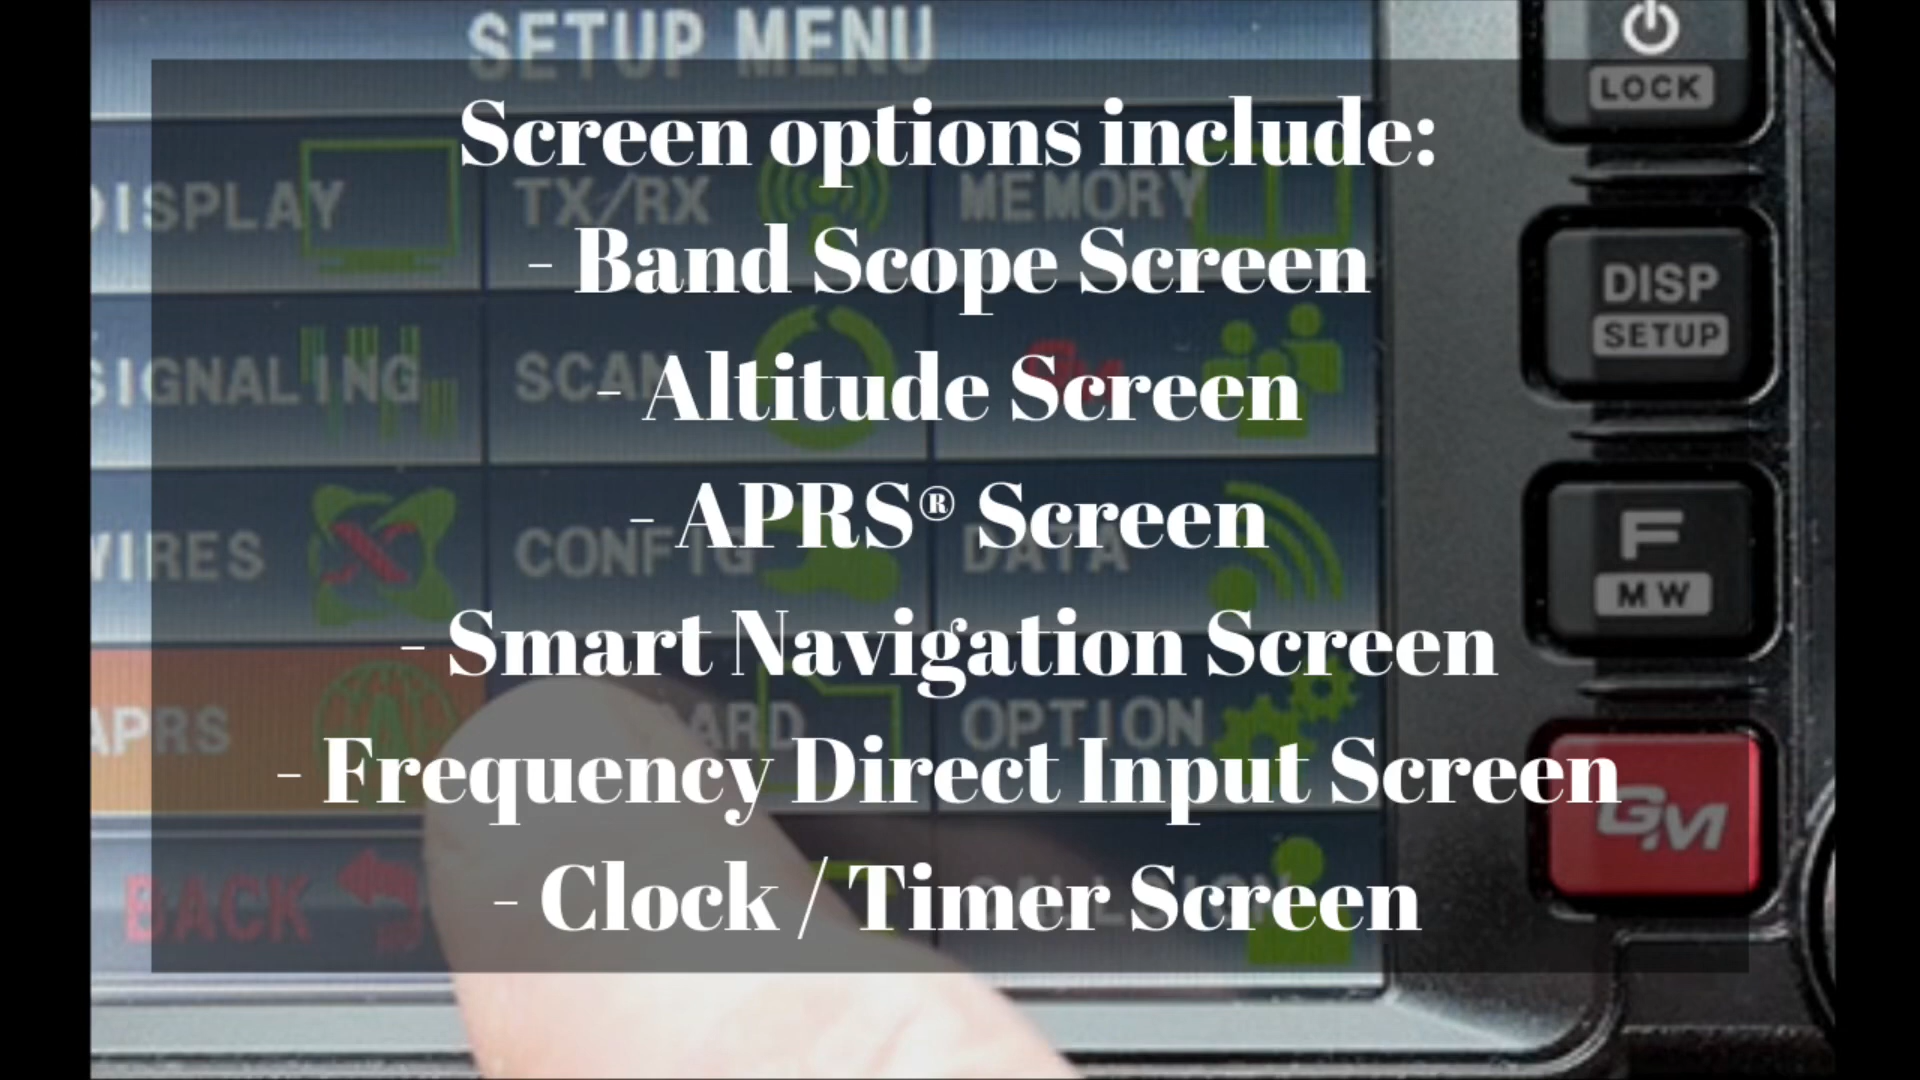 SETUP MENU
LOCK
Screen options include:
DISPLAY TX/RX MEMORY
- Band Scope Screen
DISP
SETUP
- Altitude Screen
SIGNALING SCAN GM
- APRS® Screen
WIRES CONFIG DATA
F
MW
- Smart Navigation Screen
APRS OPTION
- Frequency Direct Input Screen
GM
- Clock / Timer Screen
BACK